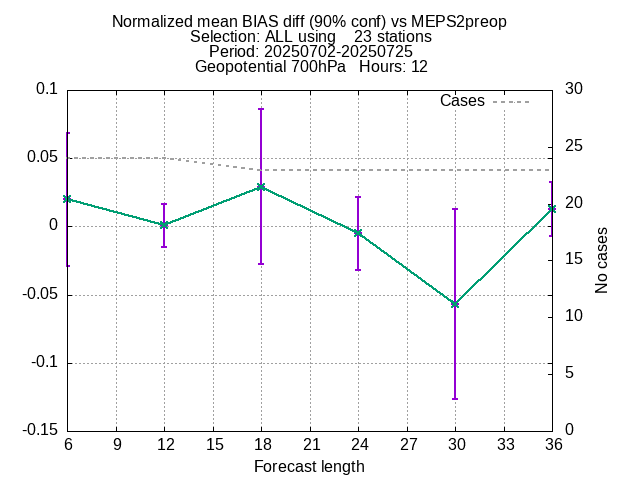 Normalized mean BIAS diff (90% conf) vs MEPS2preop
Selection: ALL using    23 stations
Period: 20250702-20250725
Geopotential 700hPa   Hours: 12
0.1
0.05
0
-0.05
-0.1
-0.15
Cases
30
25
20
15
10
5
0
No cases
6 9 12 15 18 21 24 27 30 33 36
Forecast length